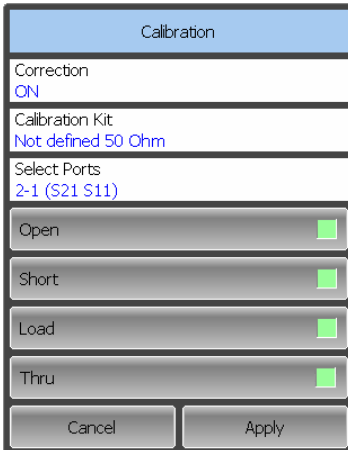 Calibration
Correction
ON
Calibration Kit
Not defined 50 Ohm
Select Ports
2-1 (S21 S11)
Open
Short
Load
Thru
Cancel Apply